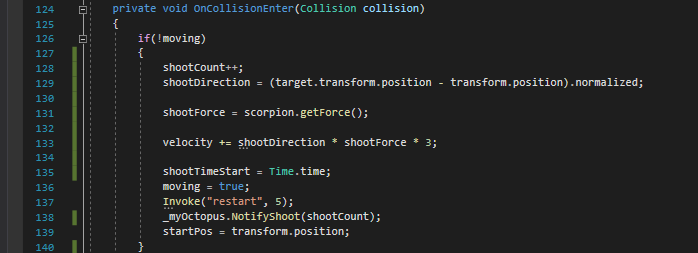 124 private void OnCollisionEnter(Collision collision)
125 {
126 if(!moving)
127 {
128 shootCount++;
129 shootDirection = (target.transform.position - transform.position).normalized;
130
131 shootForce = scorpion.getForce();
132
133 velocity += shootDirection * shootForce * 3;
134
135 shootTimeStart = Time.time;
136 moving = true;
137 Invoke("restart", 5);
138 _myOctopus.NotifyShoot(shootCount);
139 startPos = transform.position;
140 }